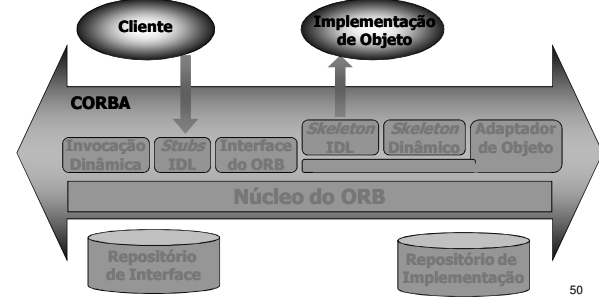 Cliente
Implementação
de Objeto
CORBA
Invocação
Dinâmica
Stubs
IDL
Interface
do ORB
Skeleton
IDL
Skeleton
Dinâmico
Adaptador
de Objeto
Núcleo do ORB
Repositório
de Interface
Repositório de
Implementação
50